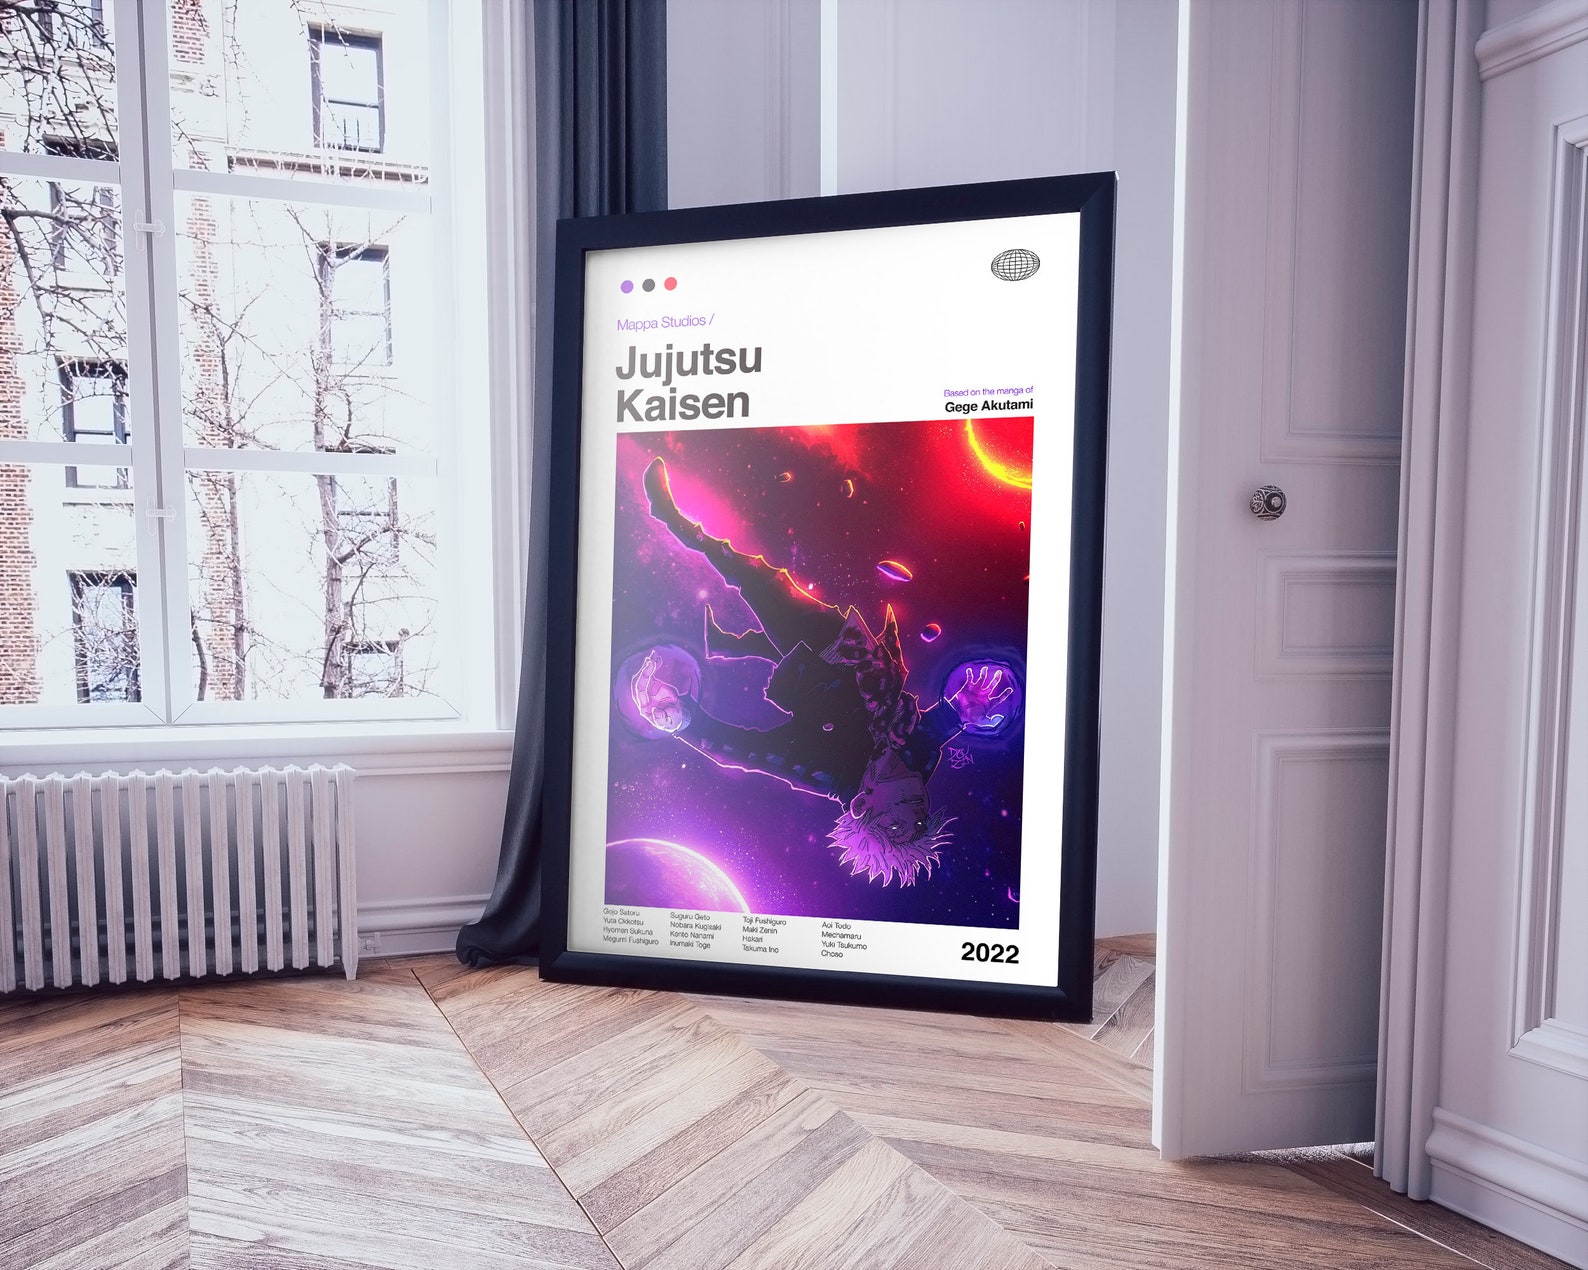 Mappa Studios /
Jujutsu
Kaisen
Based on the manga of
Gege Akutami
Gojo Satoru
Yuta Okkotsu
Ryomen Sukuna
Megumi Fushiguro
Suguru Geto
Nobara Kugisaki
Kento Nanami
Inumaki Toge
Toji Fushiguro
Maki Zenin
Hakari
Takuma Ino
Aoi Todo
Mechamaru
Yuki Tsukumo
Choso
2022